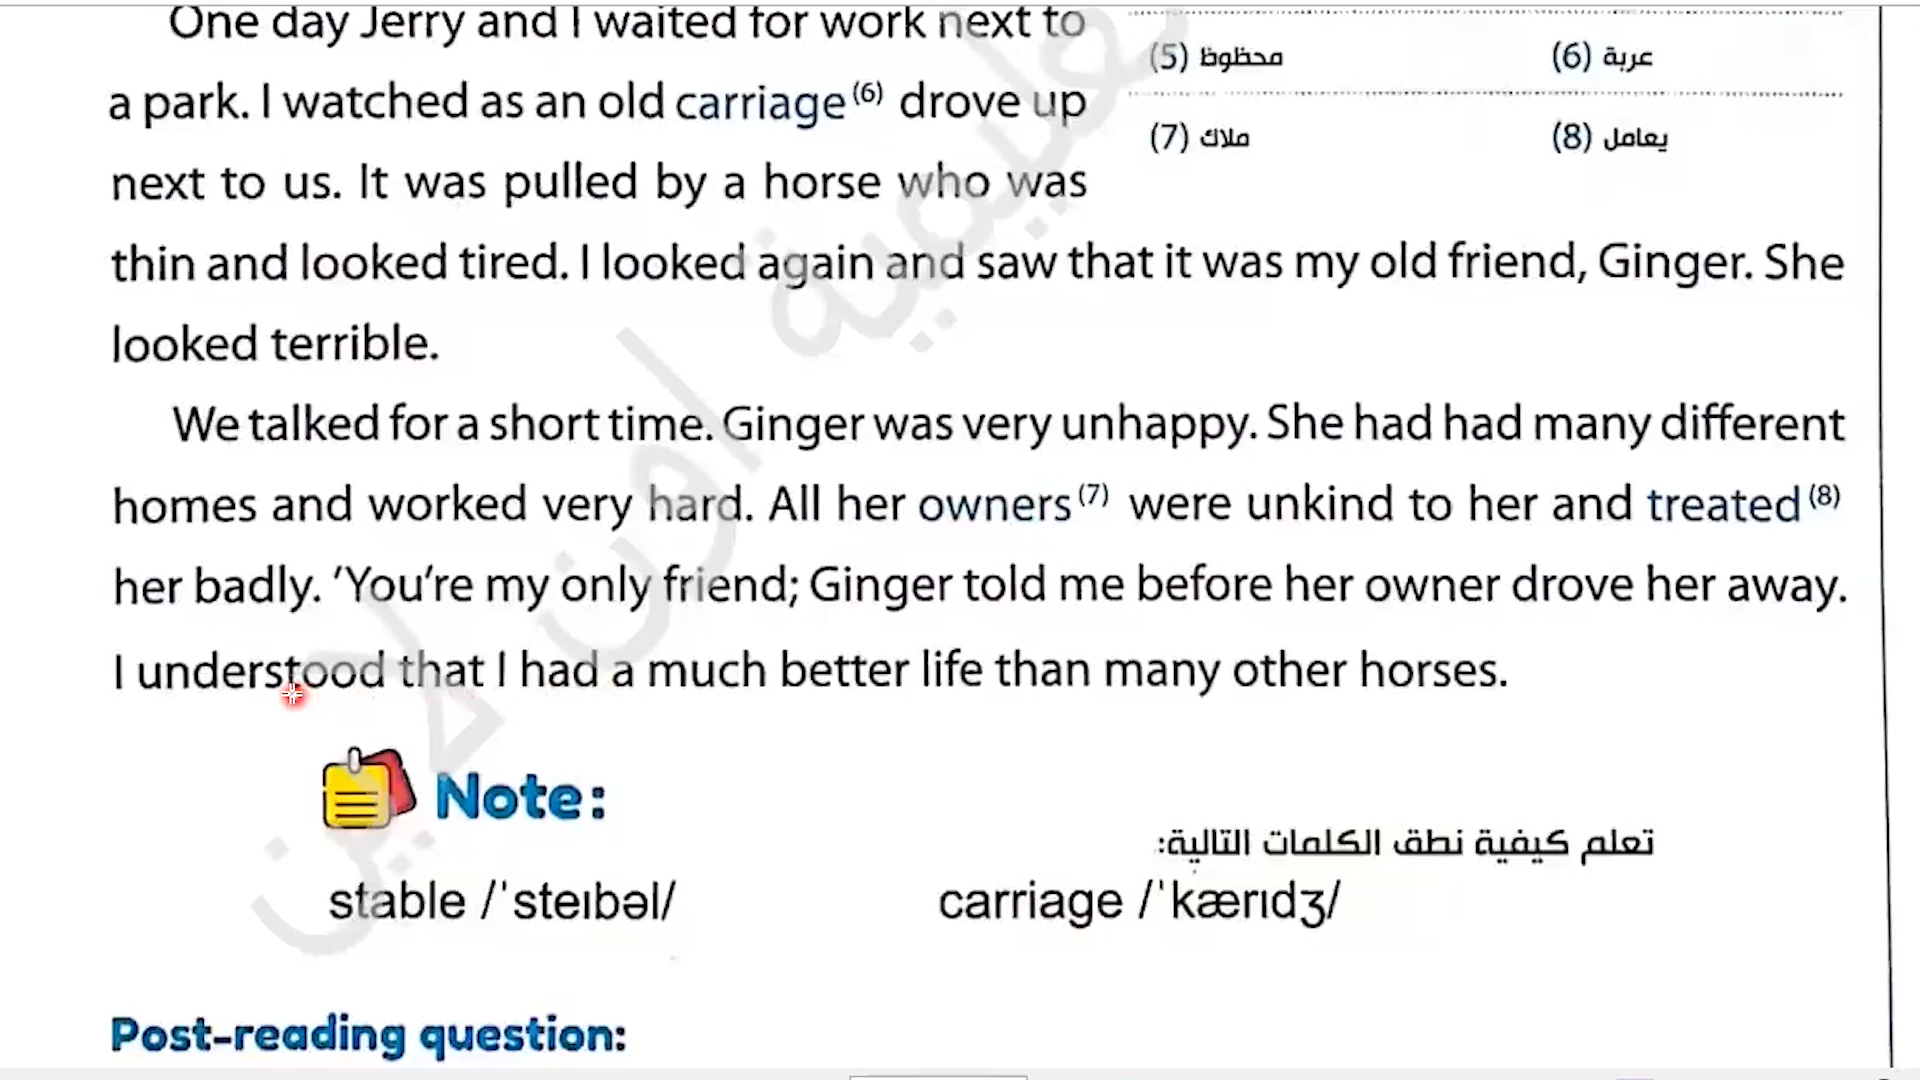 One day Jerry and I waited for work next to
a park. I watched as an old carriage(6) drove up
next to us. It was pulled by a horse who was
(5) محظوظ
(6) عربة
(7) ملاك
(8) يعامل
thin and looked tired. I looked again and saw that it was my old friend, Ginger. She
looked terrible.
We talked for a short time. Ginger was very unhappy. She had had many different
homes and worked very hard. All her owners(7) were unkind to her and treated(8)
her badly. ’You’re my only friend; Ginger told me before her owner drove her away.
I understood that I had a much better life than many other horses.
Note:
تعلم كيفية نطق الكلمات التالية:
stable /ˈsteɪbəl/
carriage /ˈkærɪdʒ/
Post-reading question: